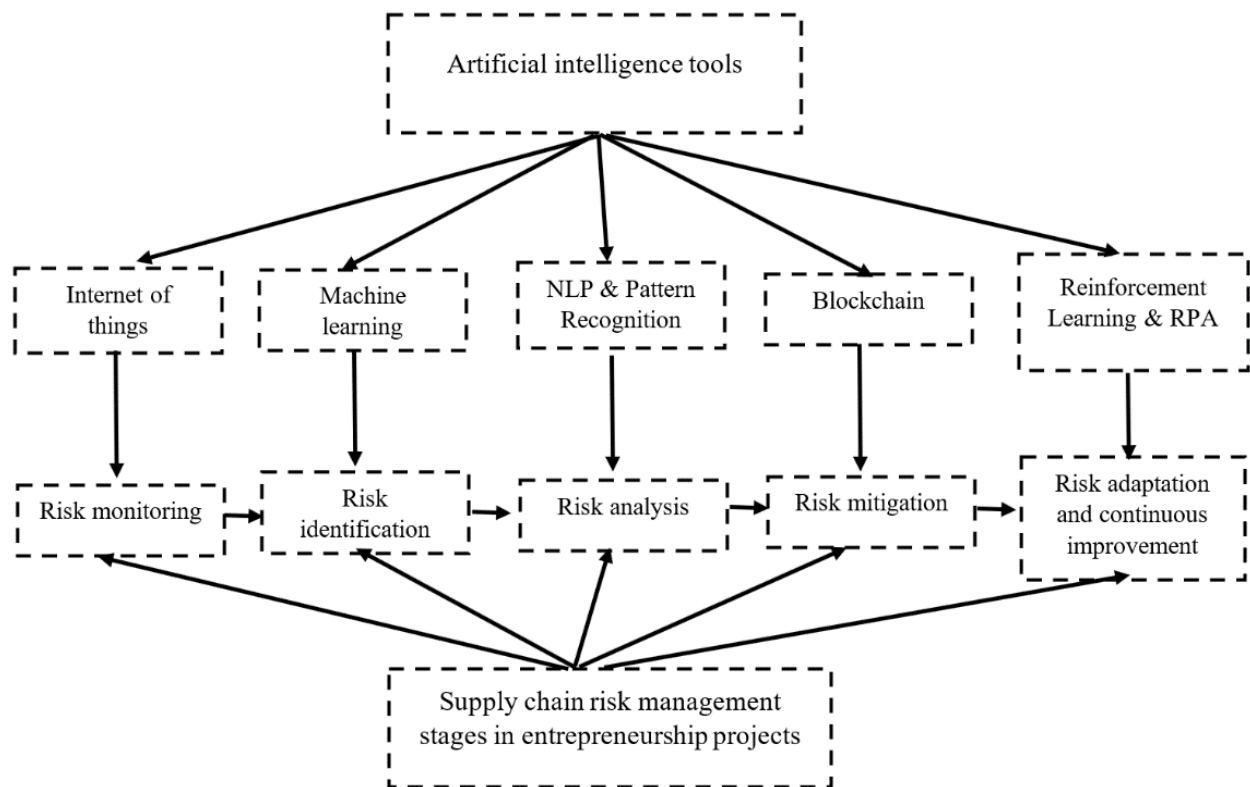 Artificial intelligence tools
Internet of
things
Machine
learning
NLP & Pattern
Recognition
Blockchain
Reinforcement
Learning & RPA
Risk monitoring
Risk
identification
Risk analysis
Risk mitigation
Risk adaptation
and continuous
improvement
Supply chain risk management
stages in entrepreneurship projects